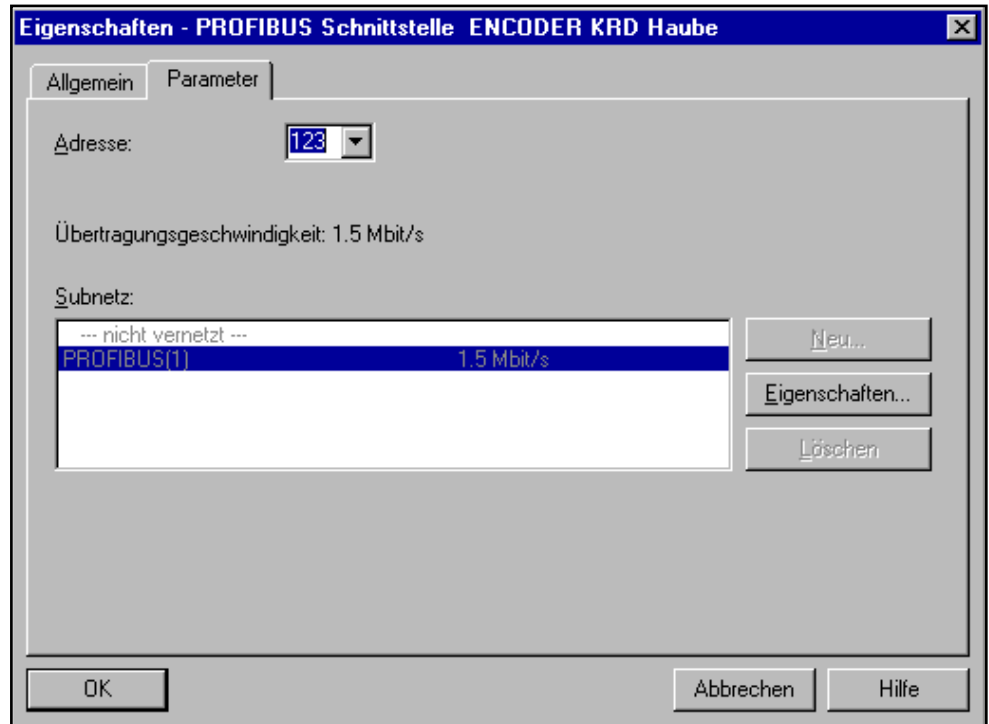 Eigenschaften - PROFIBUS Schnittstelle ENCODER KRD Haube
Allgemein Parameter
Adresse: 123
Übertragungsgeschwindigkeit: 1.5 Mbit/s
Subnetz:
--- nicht vernetzt ---
PROFIBUS(1) 1.5 Mbit/s
Neu...
Eigenschaften...
Löschen
OK Abbrechen Hilfe